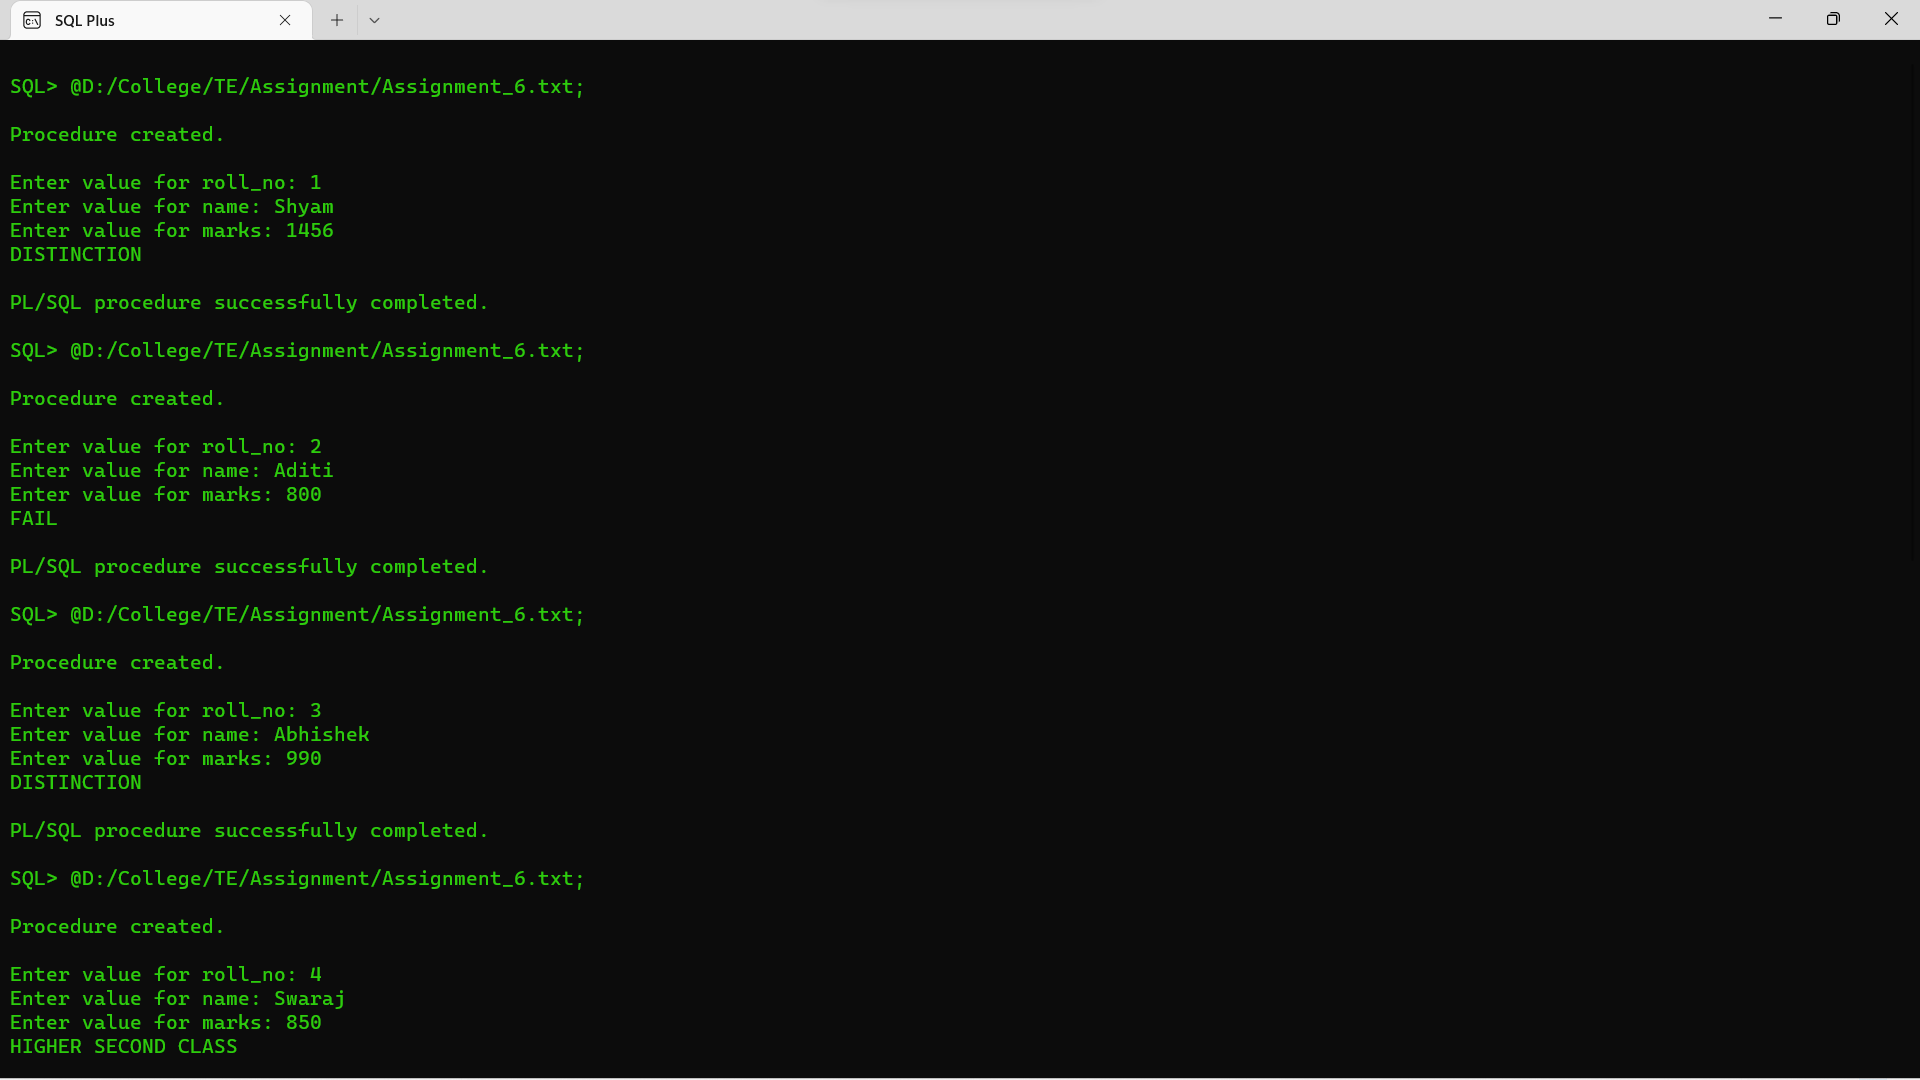 SQL Plus
SQL> @D:/College/TE/Assignment/Assignment_6.txt;
Procedure created.
Enter value for roll_no: 1
Enter value for name: Shyam
Enter value for marks: 1456
DISTINCTION
PL/SQL procedure successfully completed.
SQL> @D:/College/TE/Assignment/Assignment_6.txt;
Procedure created.
Enter value for roll_no: 2
Enter value for name: Aditi
Enter value for marks: 800
FAIL
PL/SQL procedure successfully completed.
SQL> @D:/College/TE/Assignment/Assignment_6.txt;
Procedure created.
Enter value for roll_no: 3
Enter value for name: Abhishek
Enter value for marks: 990
DISTINCTION
PL/SQL procedure successfully completed.
SQL> @D:/College/TE/Assignment/Assignment_6.txt;
Procedure created.
Enter value for roll_no: 4
Enter value for name: Swaraj
Enter value for marks: 850
HIGHER SECOND CLASS